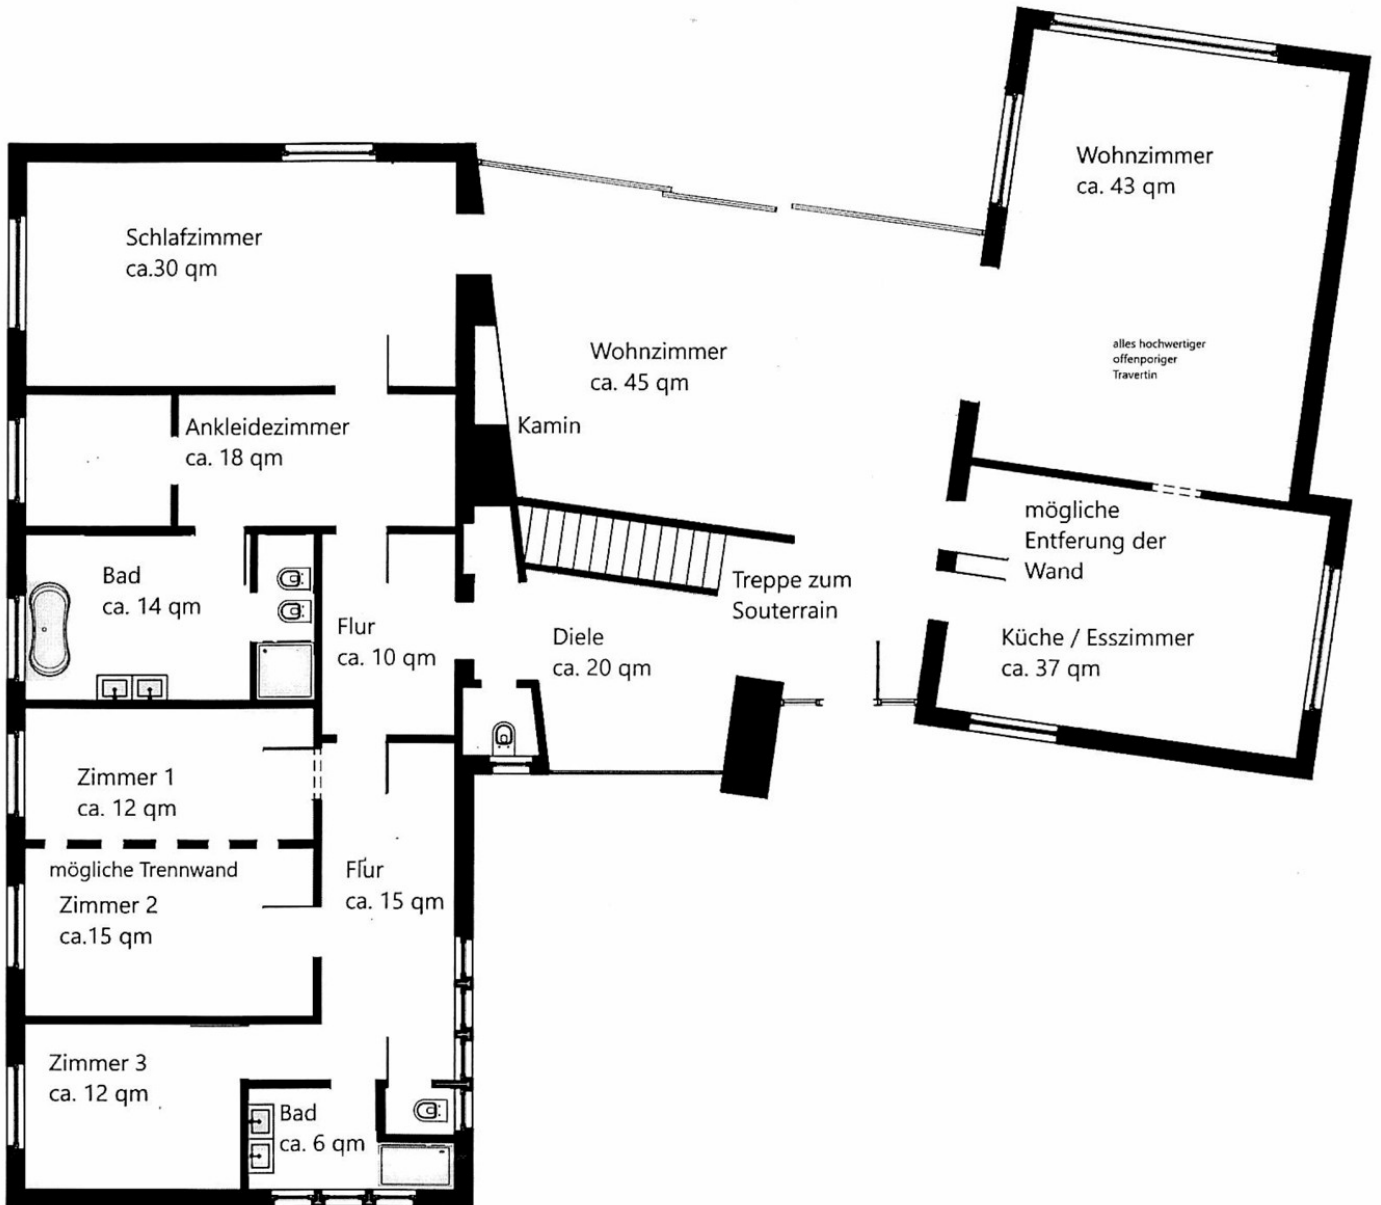 Wohnzimmer
ca. 43 qm
Schlafzimmer
ca.30 qm
alles hochwertiger
offenporiger
Travertin
Wohnzimmer
ca. 45 qm
Kamin
Ankleidezimmer
ca. 18 qm
mögliche
Entferung der
Wand
Bad
ca. 14 qm
Treppe zum
Souterrain
Flur
ca. 10 qm
Diele
ca. 20 qm
Küche / Esszimmer
ca. 37 qm
Zimmer 1
ca. 12 qm
mögliche Trennwand
Zimmer 2
ca.15 qm
Flur
ca. 15 qm
Zimmer 3
ca. 12 qm
Bad
ca. 6 qm